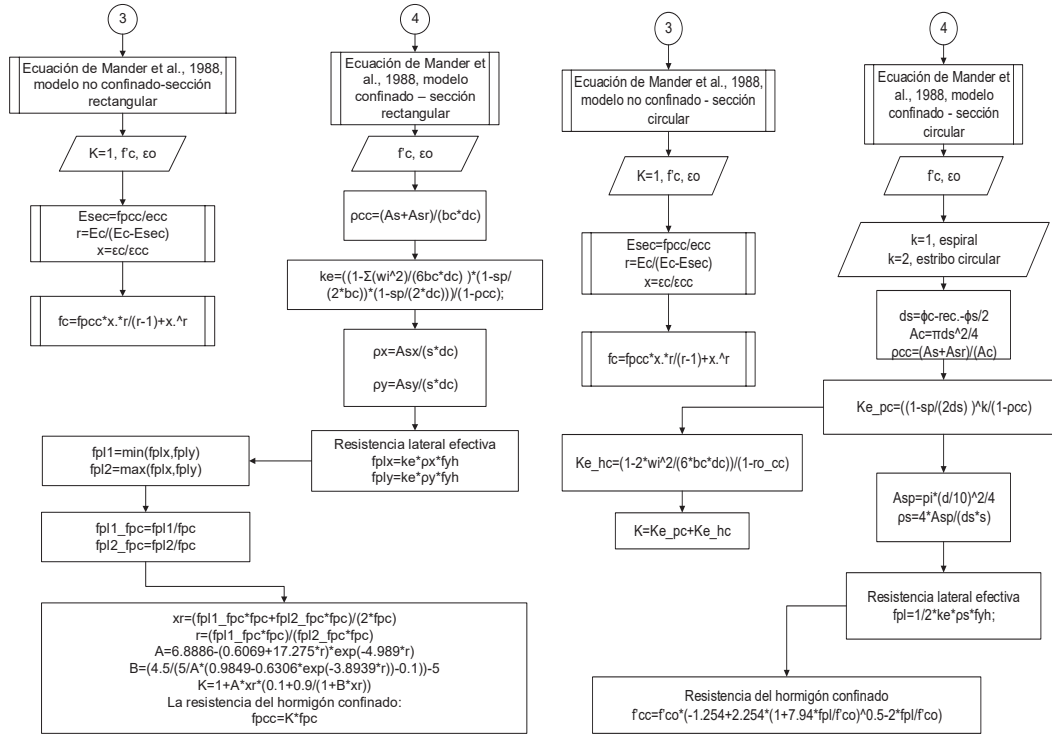 3
Ecuación de Mander et al., 1988,
modelo no confinado-sección
rectangular
K=1, f'c, εo
Esec=fpcc/ecc
r=Ec/(Ec-Esec)
x=εc/εcc
fc=fpcc*x.*r/(r-1)+x.^r
4
Ecuación de Mander et
al., 1988, modelo
confinado – sección
rectangular
f'c, εo
ρcc=(As+Asr)/(bc*dc)
ke=((1-Σ(wi^2)/(6bc*dc) )*(1-sp/
(2*bc))*(1-sp/(2*dc)))/(1-ρcc);
ρx=Asx/(s*dc)
ρy=Asy/(s*dc)
Resistencia lateral efectiva
fplx=ke*ρx*fyh
fply=ke*ρy*fyh
fpl1=min(fplx,fply)
fpl2=max(fplx,fply)
fpl1_fpc=fpl1/fpc
fpl2_fpc=fpl2/fpc
xr=(fpl1_fpc*fpc+fpl2_fpc*fpc)/(2*fpc)
r=(fpl1_fpc*fpc)/(fpl2_fpc*fpc)
A=6.8886-(0.6069+17.275*r)*exp(-4.989*r)
B=(4.5/(5/A*(0.9849-0.6306*exp(-3.8939*r))-0.1))-5
K=1+A*xr*(0.1+0.9/(1+B*xr))
La resistencia del hormigón confinado:
fpcc=K*fpc
3
Ecuación de Mander et al., 1988,
modelo no confinado - sección
circular
K=1, f'c, εo
Esec=fpcc/ecc
r=Ec/(Ec-Esec)
x=εc/εcc
fc=fpcc*x.*r/(r-1)+x.^r
4
Ecuación de Mander et
al., 1988, modelo
confinado - sección
circular
f'c, εo
k=1, espiral
k=2, estribo circular
ds=ϕc-rec.-ϕs/2
Ac=πds^2/4
ρcc=(As+Asr)/(Ac)
Ke_pc=((1-sp/(2ds) )^k/(1-ρcc)
Ke_hc=(1-2*wi^2/(6*bc*dc))/(1-ro_cc)
K=Ke_pc+Ke_hc
Asp=pi*(d/10)^2/4
ρs=4*Asp/(ds*s)
Resistencia lateral efectiva
fpl=1/2*ke*ρs*fyh;
Resistencia del hormigón confinado
f'cc=f'co*(-1.254+2.254*(1+7.94*fpl/f'co)^0.5-2*fpl/f'co)